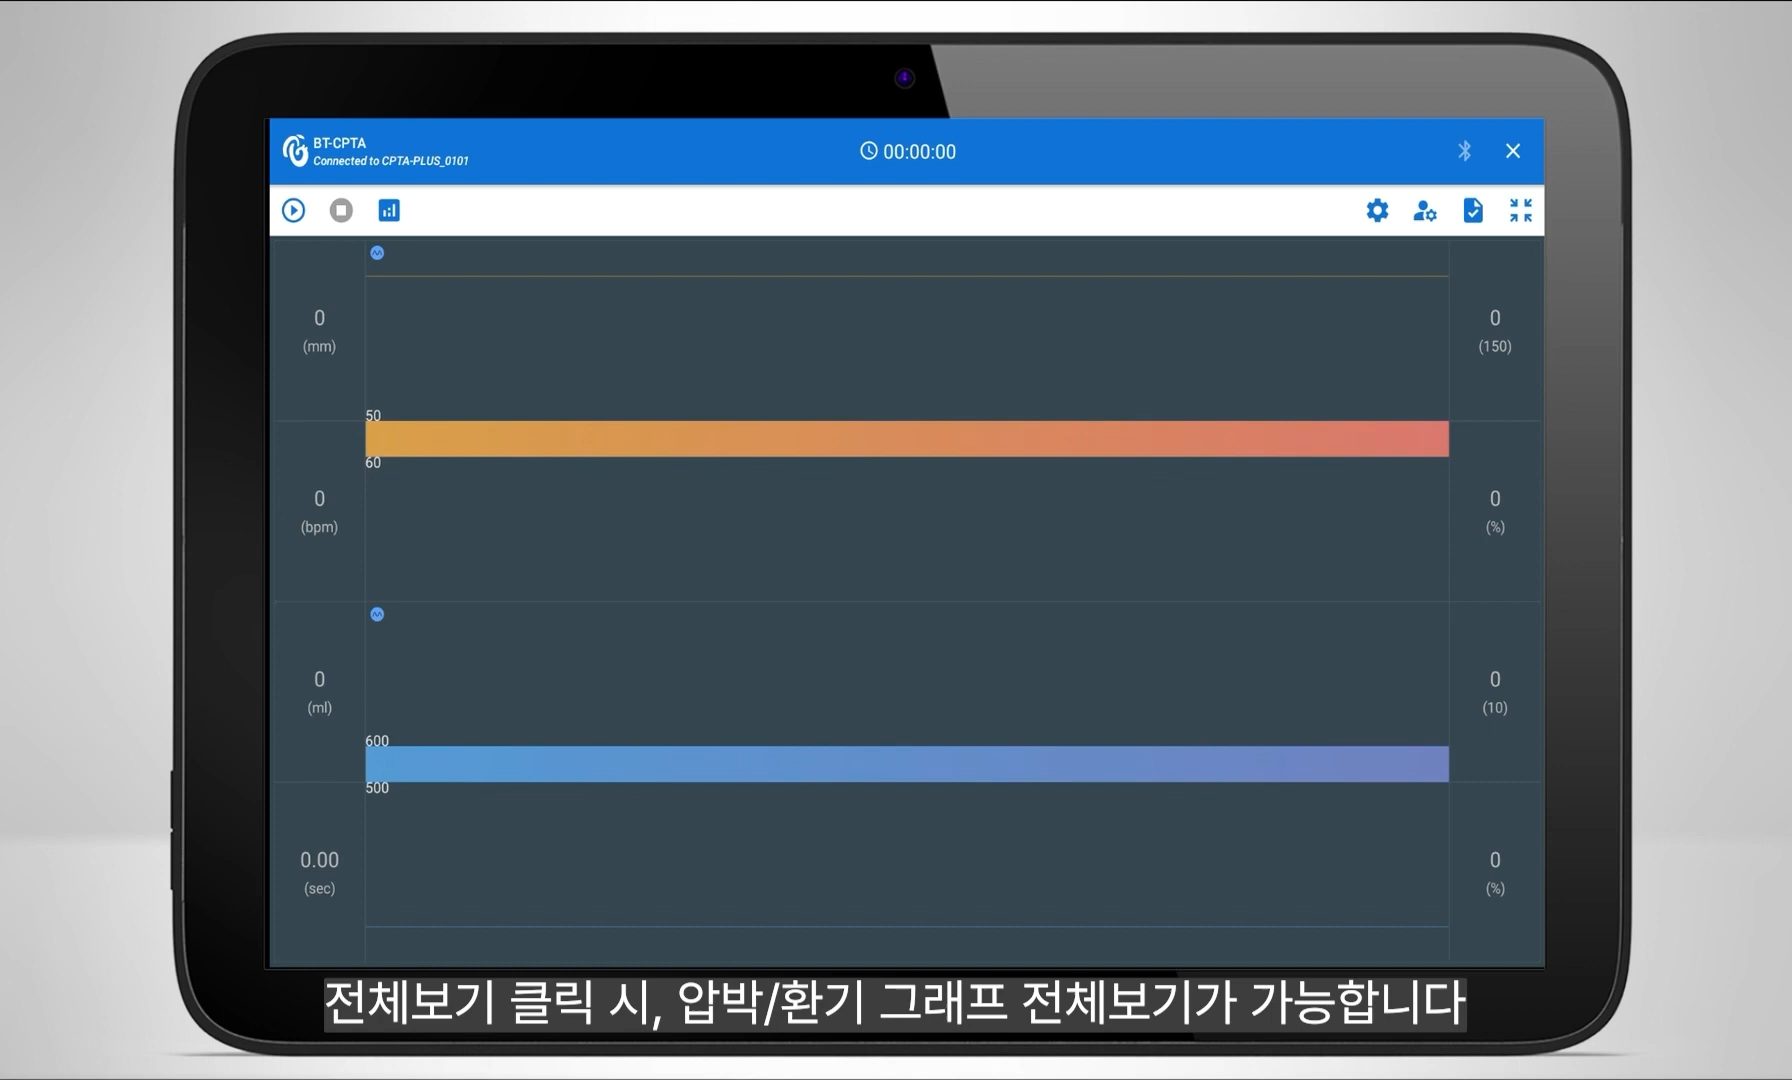 BT-CPTA
Connected to CPTA-PLUS_0101
00:00:00
0
(mm)
0
(150)
50
60
0
(bpm)
0
(%)
0
(ml)
0
(10)
600
500
0.00
(sec)
0
(%)
전체보기 클릭 시, 압박/환기 그래프 전체보기가 가능합니다